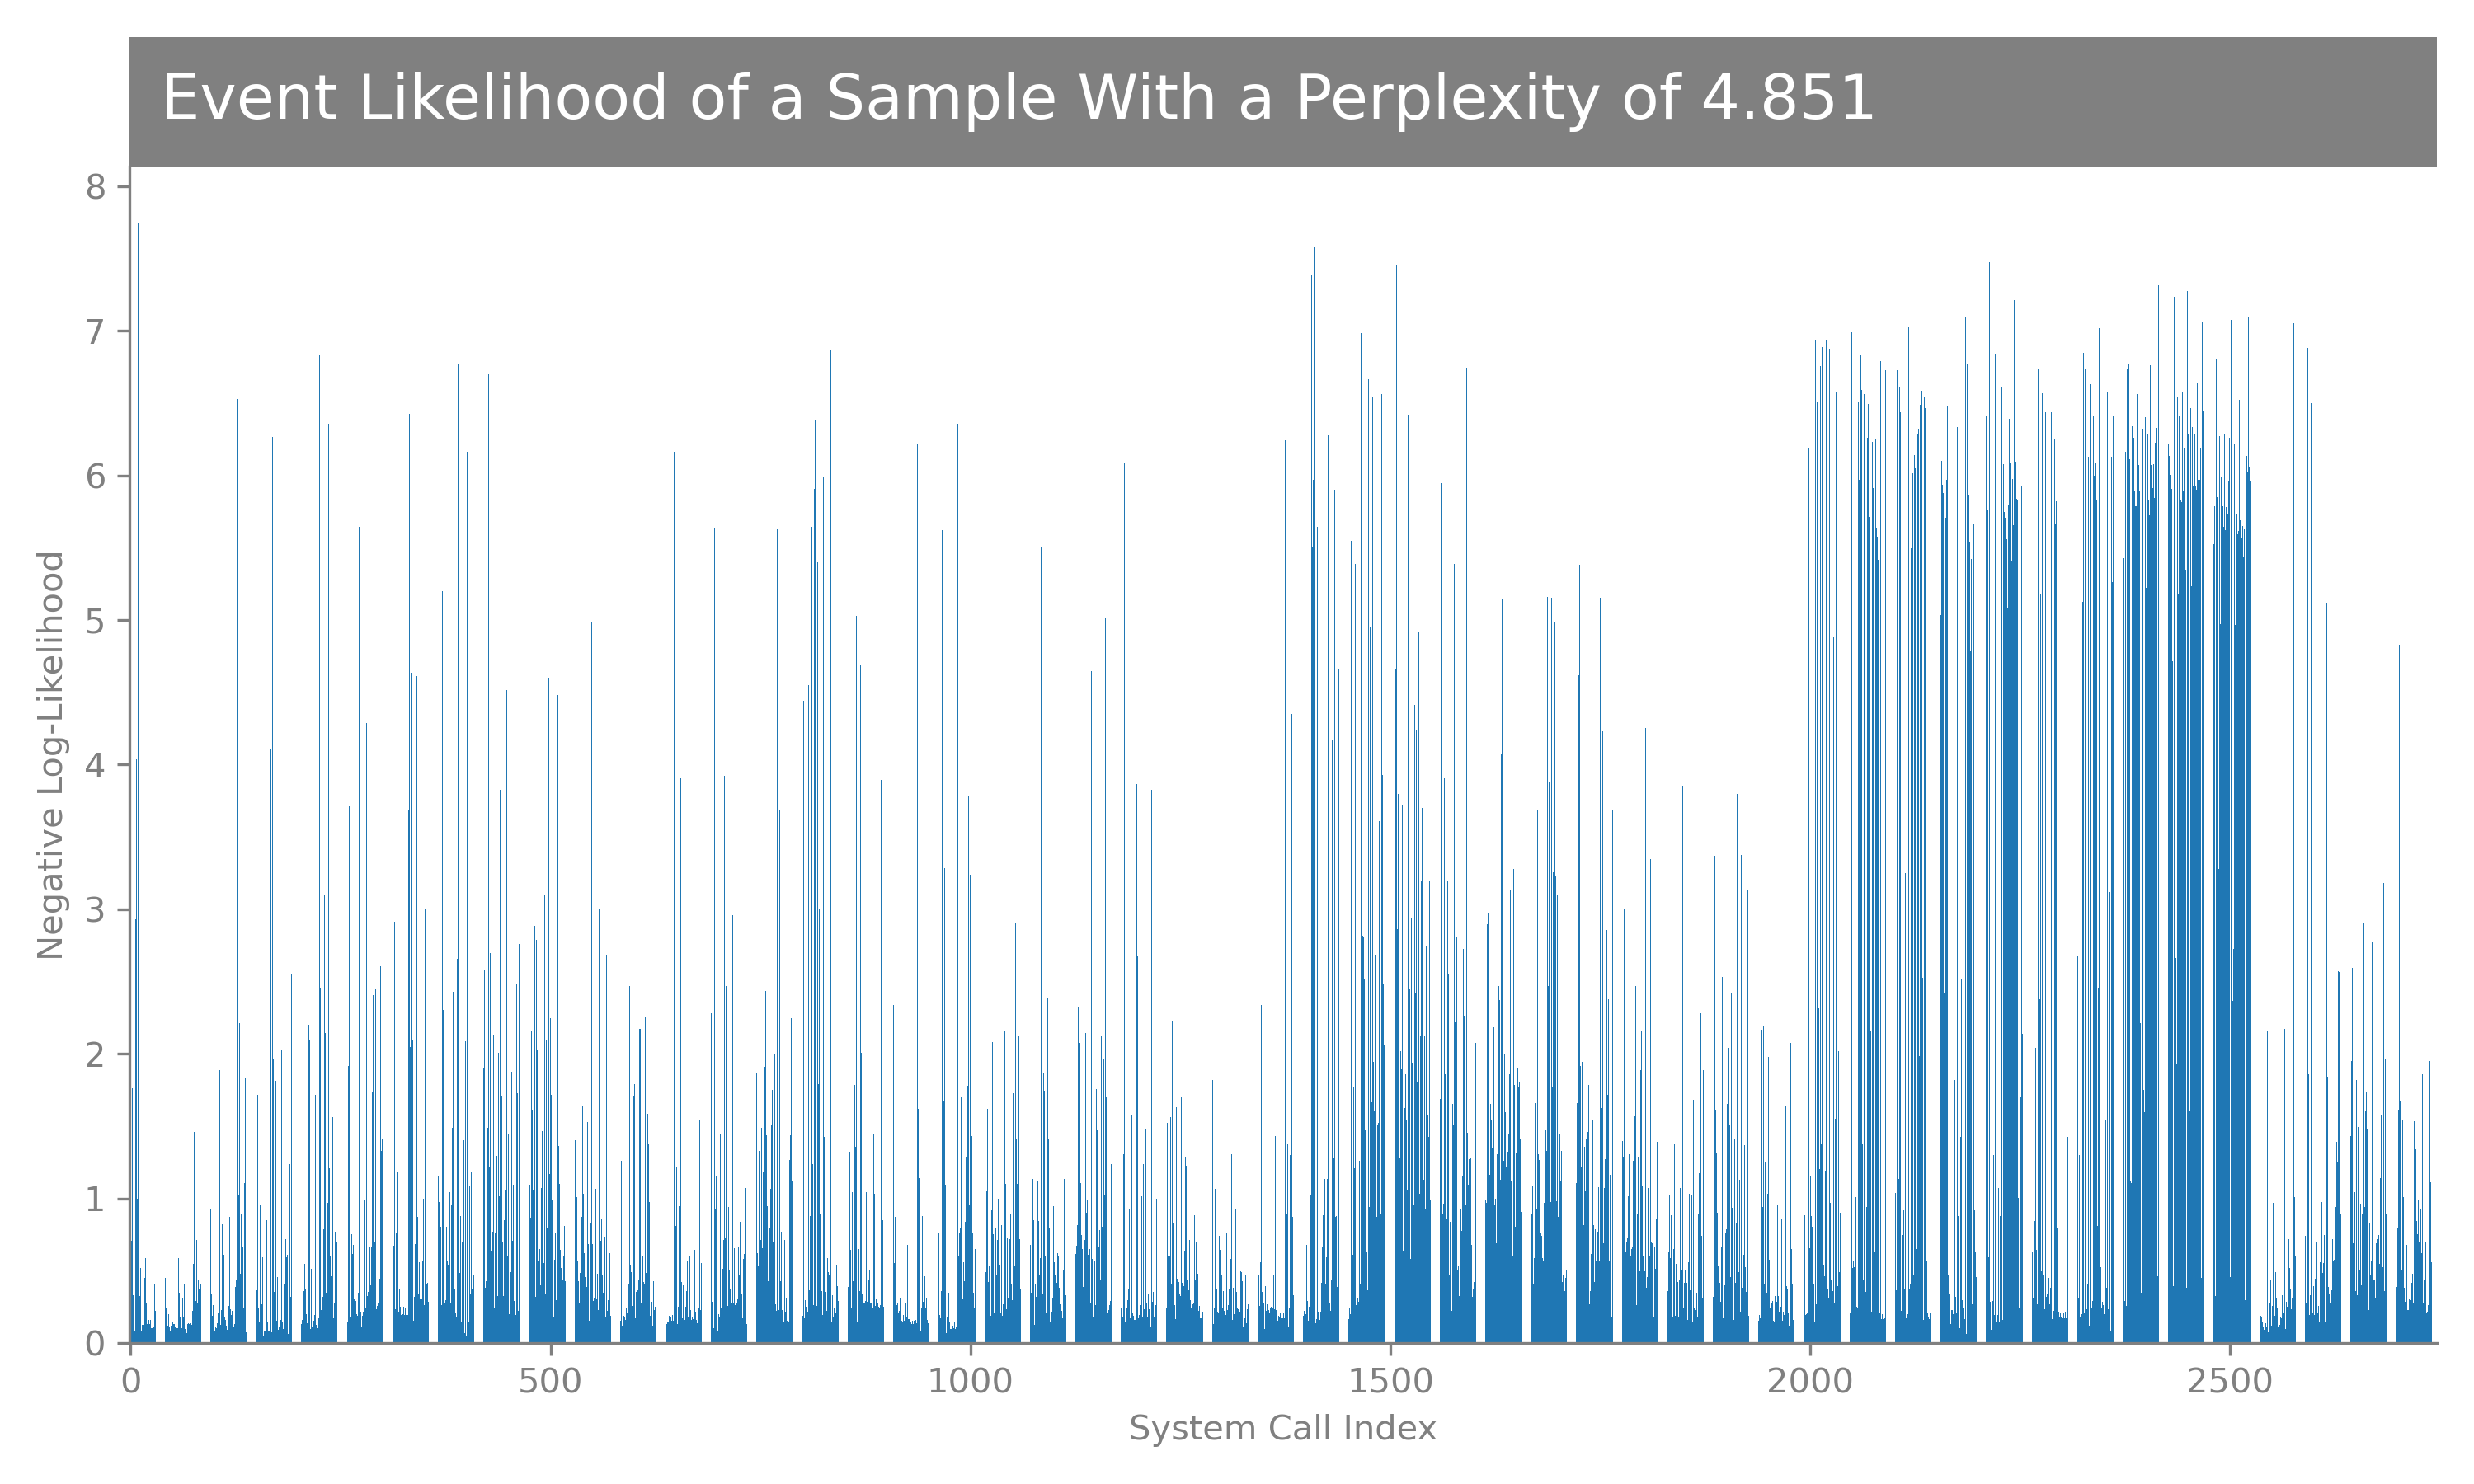 Event Likelihood of a Sample With a Perplexity of 4.851
8
7
6
5
4
3
2
1
0
Negative Log-Likelihood
0 500 1000 1500 2000 2500
System Call Index